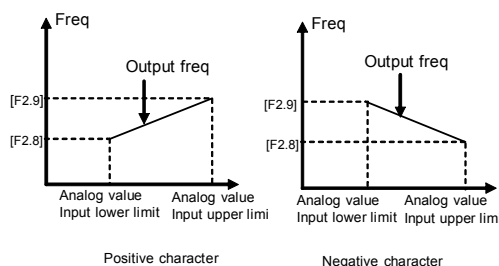 Freq
Output freq
[F2.9]
[F2.8]
Analog value
Input lower limit
Analog value
Input upper limi
Positive character
Freq
Output freq
[F2.9]
[F2.8]
Analog value
Input lower limit
Analog value
Input upper lim
Negative character